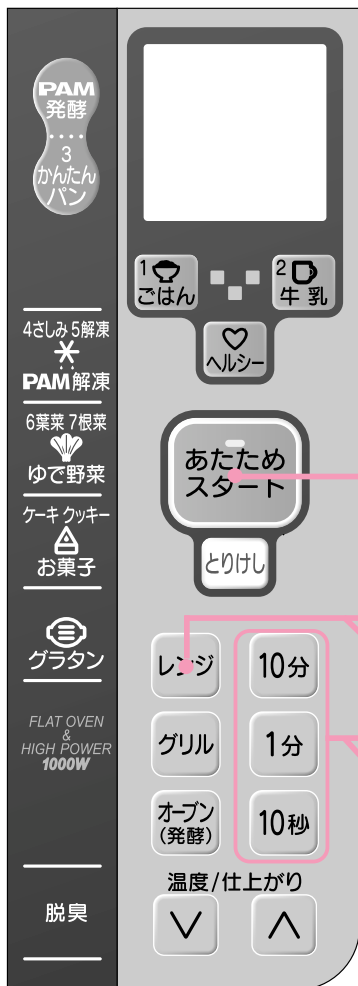 PAM
発酵
3
かんたん
パン
1
ごはん
2
牛乳
ヘルシー
4さしみ 5解凍
PAM解凍
6葉菜 7根菜
ゆで野菜
ケーキ クッキー
お菓子
グラタン
FLAT OVEN
&
HIGH POWER
1000W
脱臭
あたため
スタート
とりけし
レンジ
10分
グリル
1分
オーブン
(発酵)
10秒
温度/仕上がり